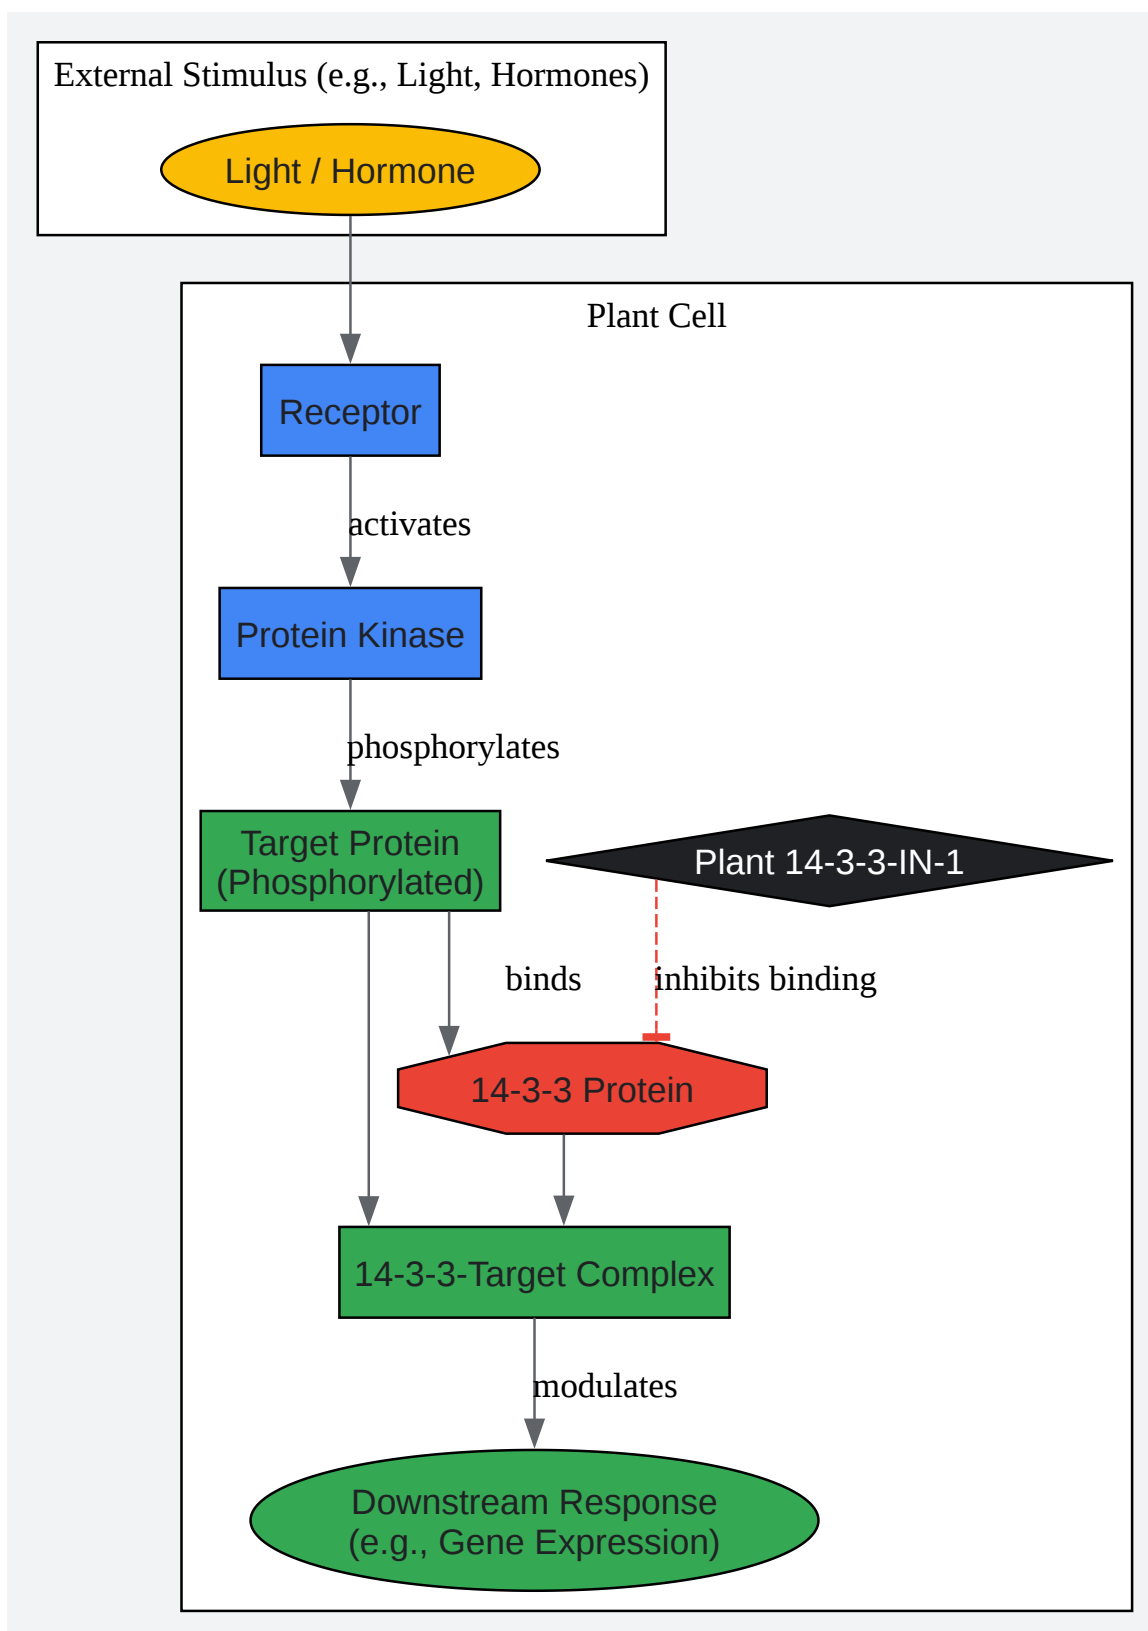 External Stimulus (e.g., Light, Hormones)
Light / Hormone
Plant Cell
Receptor
activates
Protein Kinase
phosphorylates
Target Protein
(Phosphorylated)
Plant 14-3-3-IN-1
binds
inhibits binding
14-3-3 Protein
14-3-3-Target Complex
modulates
Downstream Response
(e.g., Gene Expression)